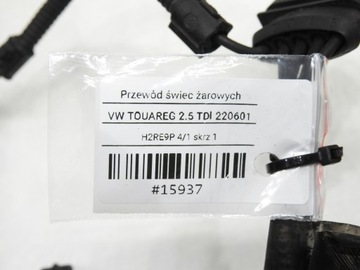 Przewód świec żarowych
VW TOUAREG 2.5 TDI 220601
H2RE9P 4/1 skrz 1
#15937